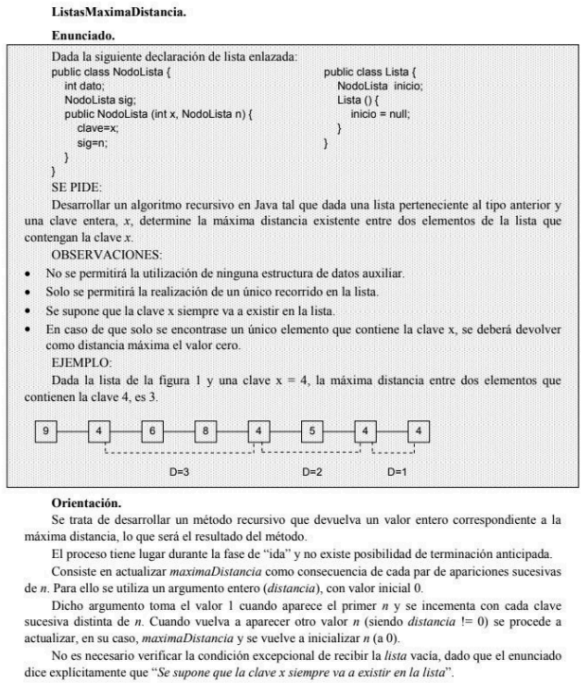 ListasMaximaDistancia.
Enunciado.
Dada la siguiente declaración de lista enlazada:
public class NodoLista {
int dato;
NodoLista sig;
public NodoLista (int x, NodoLista n) {
clave=x;
sig=n;
}
}
public class Lista {
NodoLista inicio;
Lista () {
inicio = null;
}
}
SE PIDE:
Desarrollar un algoritmo recursivo en Java tal que dada una lista perteneciente al tipo anterior y
una clave entera, x, determine la máxima distancia existente entre dos elementos de la lista que
contengan la clave x.
OBSERVACIONES:
• No se permitirá la utilización de ninguna estructura de datos auxiliar.
• Solo se permitirá la realización de un único recorrido en la lista.
• Se supone que la clave x siempre va a existir en la lista.
• En caso de que solo se encontrase un único elemento que contiene la clave x, se deberá devolver
como distancia máxima el valor cero.
EJEMPLO:
Dada la lista de la figura 1 y una clave x = 4, la máxima distancia entre dos elementos que
contienen la clave 4, es 3.
9 4 6 8 4 5 4 4
D=3 D=2 D=1
Orientación.
Se trata de desarrollar un método recursivo que devuelva un valor entero correspondiente a la
máxima distancia, lo que será el resultado del método.
El proceso tiene lugar durante la fase de “ida” y no existe posibilidad de terminación anticipada.
Consiste en actualizar maximaDistancia como consecuencia de cada par de apariciones sucesivas
de n. Para ello se utiliza un argumento entero (distancia), con valor inicial 0.
Dicho argumento toma el valor 1 cuando aparece el primer n y se incementa con cada clave
sucesiva distinta de n. Cuando vuelva a aparecer otro valor n (siendo distancia != 0) se procede a
actualizar, en su caso, maximaDistancia y se vuelve a inicializar n (a 0).
No es necesario verificar la condición excepcional de recibir la lista vacía, dado que el enunciado
dice explícitamente que “Se supone que la clave x siempre va a existir en la lista”.